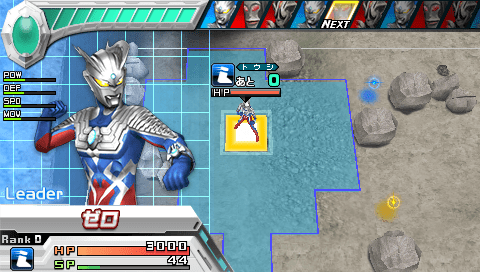 NEXT
トウシ
あと 0
HP
POW
DEF
SPD
MOV
Leader
ゼロ
Rank D
HP 3000
SP 44